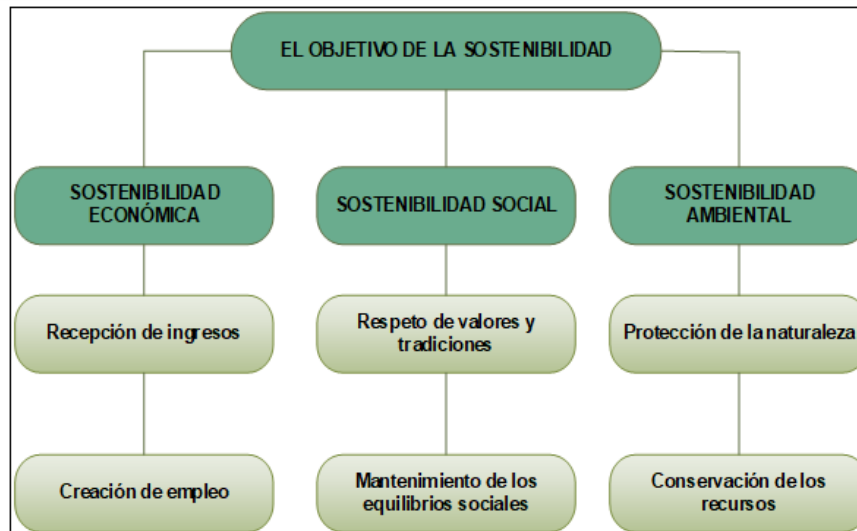 EL OBJETIVO DE LA SOSTENIBILIDAD
SOSTENIBILIDAD
ECONÓMICA
SOSTENIBILIDAD SOCIAL
SOSTENIBILIDAD
AMBIENTAL
Recepción de ingresos
Respeto de valores y
tradiciones
Protección de la naturaleza
Creación de empleo
Mantenimiento de los
equilibrios sociales
Conservación de los
recursos